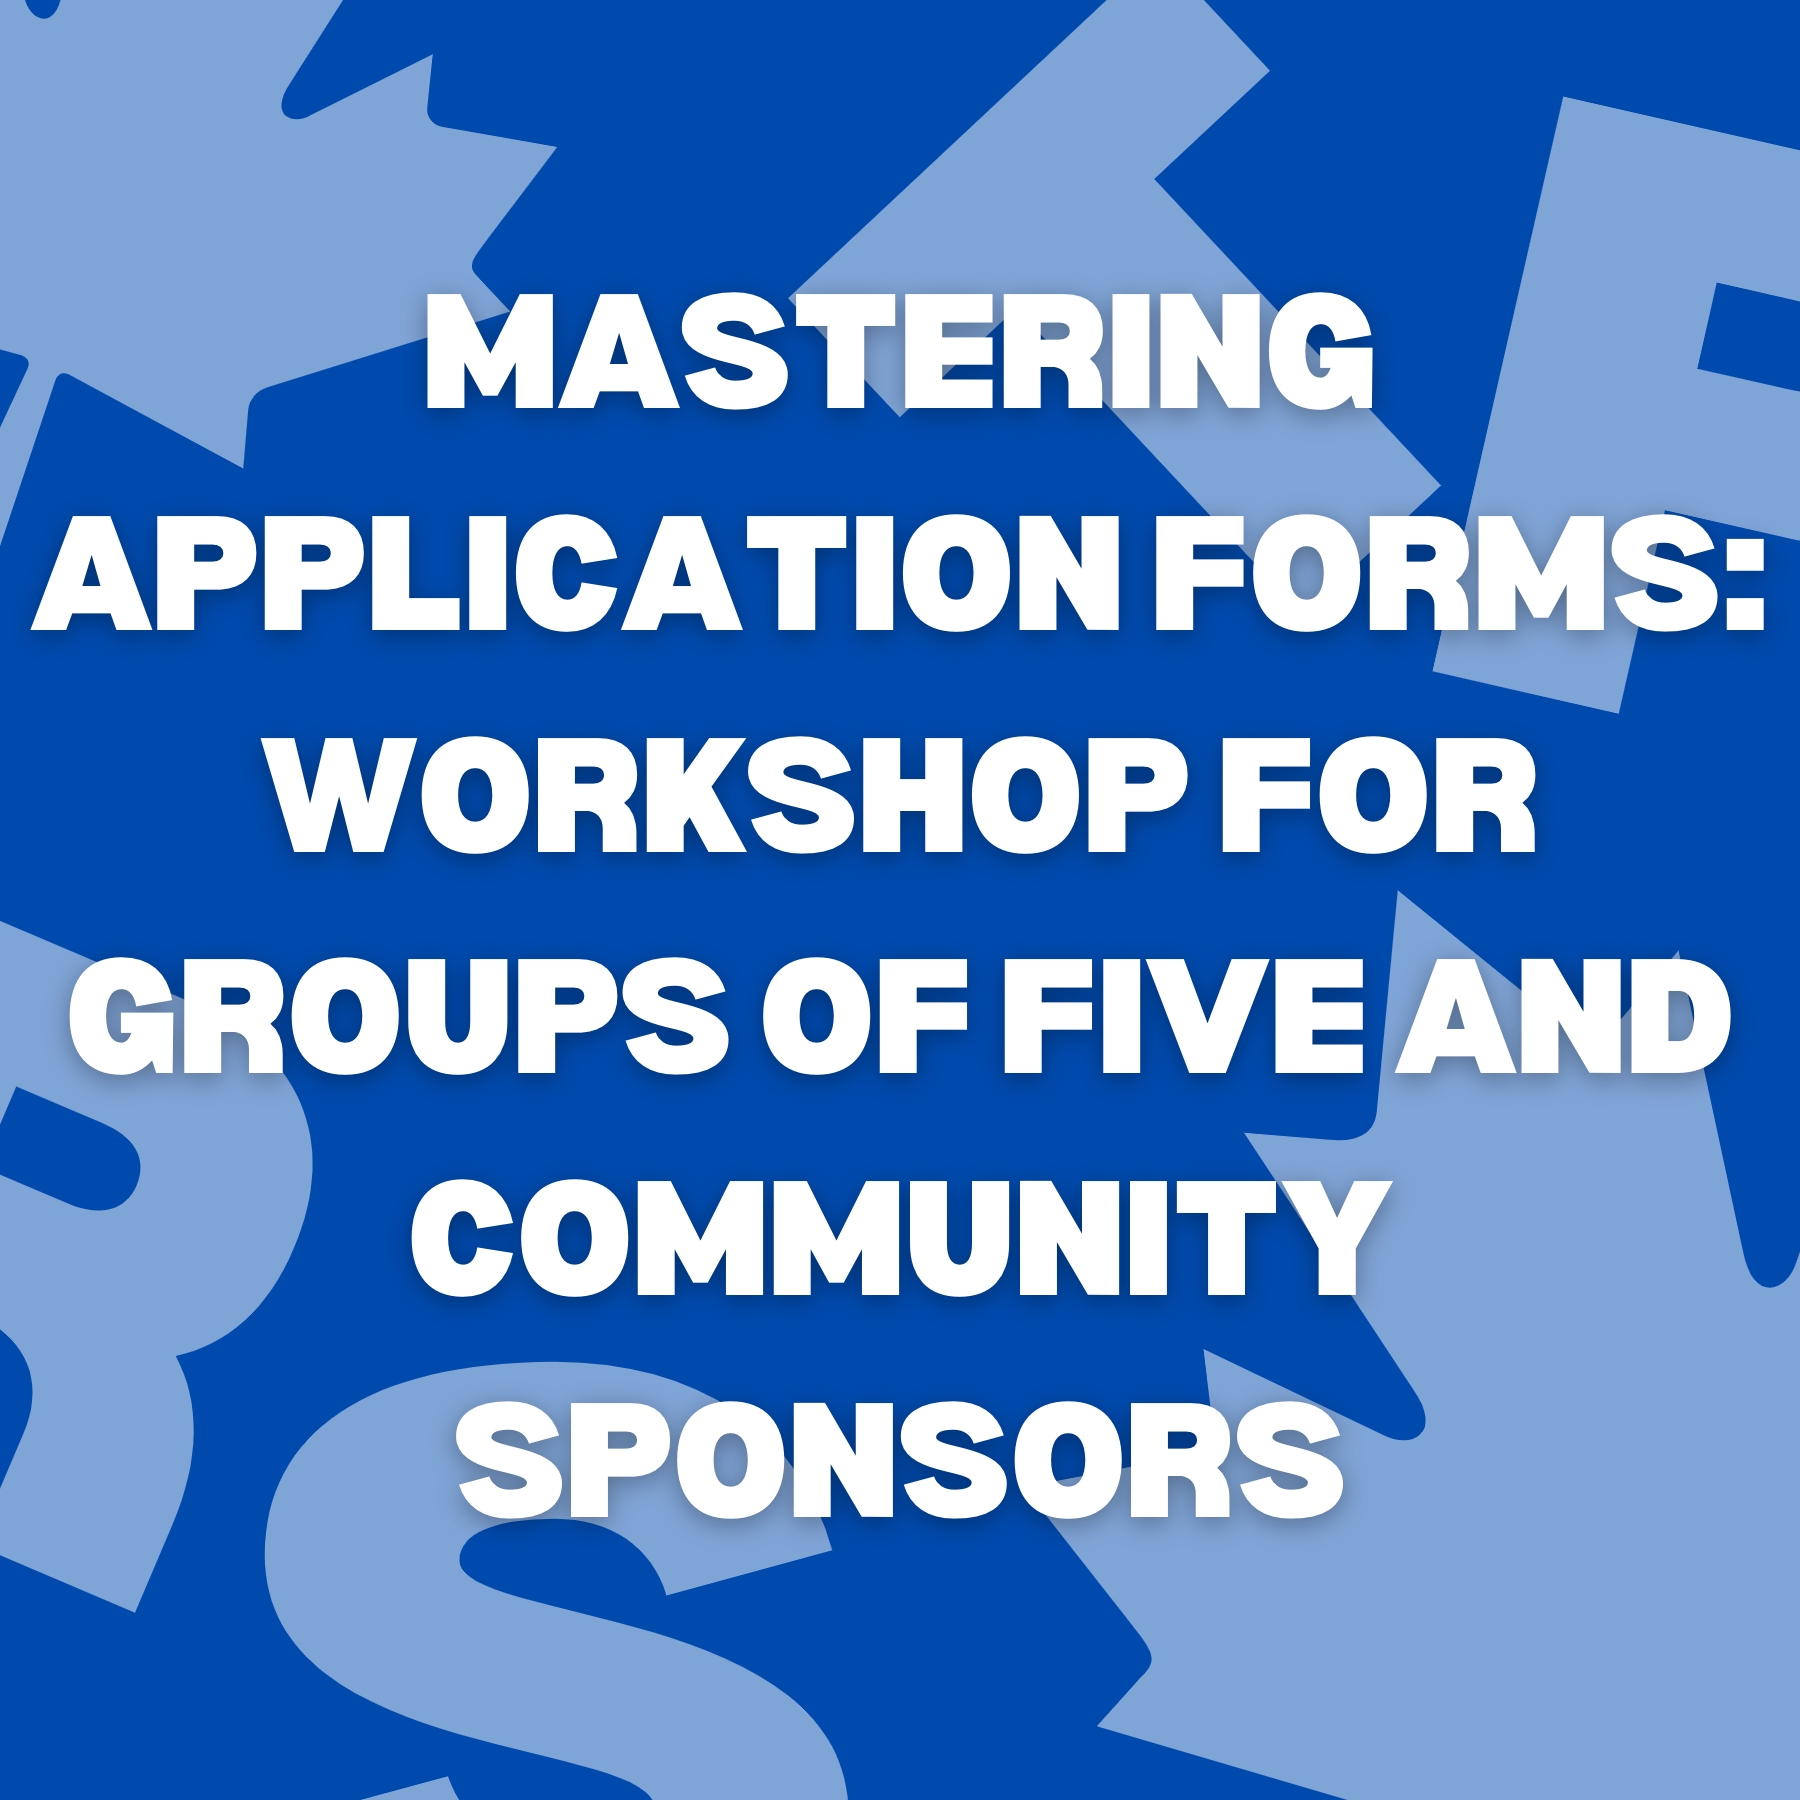 MASTERING
APPLICATION FORMS:
WORKSHOP FOR
GROUPS OF FIVE AND
COMMUNITY
SPONSORS